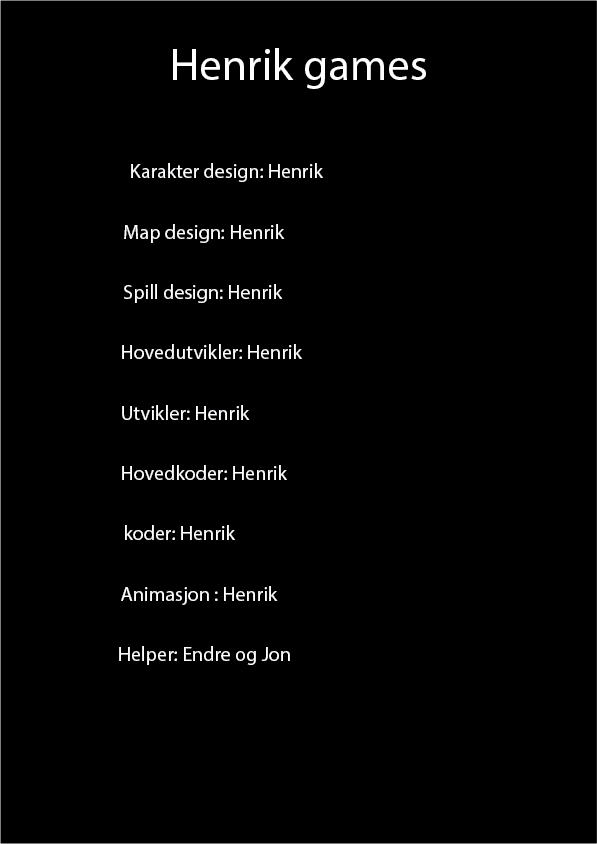 Henrik games
Karakter design: Henrik
Map design: Henrik
Spill design: Henrik
Hovedutvikler: Henrik
Utvikler: Henrik
Hovedkoder: Henrik
koder: Henrik
Animasjon : Henrik
Helper: Endre og Jon